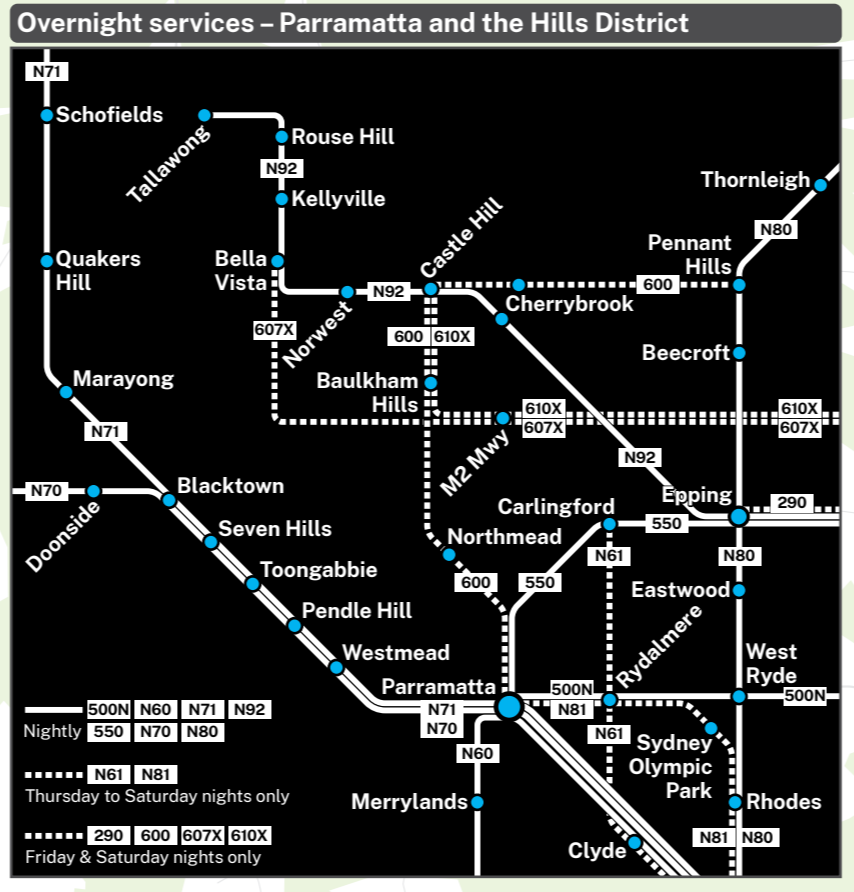 Overnight services – Parramatta and the Hills District
N71
Schofields
Tallawong
Rouse Hill
N92
Kellyville
Thornleigh
N80
Pennant
Hills
Quakers
Hill
Bella
Vista
Castle Hill
N92
600
Norwest
Cherrybrook
607X
600 610X
Beecroft
Marayong
Baulkham
Hills
610X
607X
610X
607X
M2 Mwy
N71
N92
N70
Doonside
Blacktown
Epping
290
Carlingford
550
Seven Hills
Northmead
N61
N80
Toongabbie
600
550
Eastwood
Pendle Hill
Rydalmere
Westmead
West
Ryde
Parramatta
500N
N81
500N
N71
N70
N61
N60
Sydney
Olympic
Park
Merrylands
Rhodes
N81 N80
Clyde
500N N60 N71 N92
Nightly 550 N70 N80
N61 N81
Thursday to Saturday nights only
290 600 607X 610X
Friday & Saturday nights only